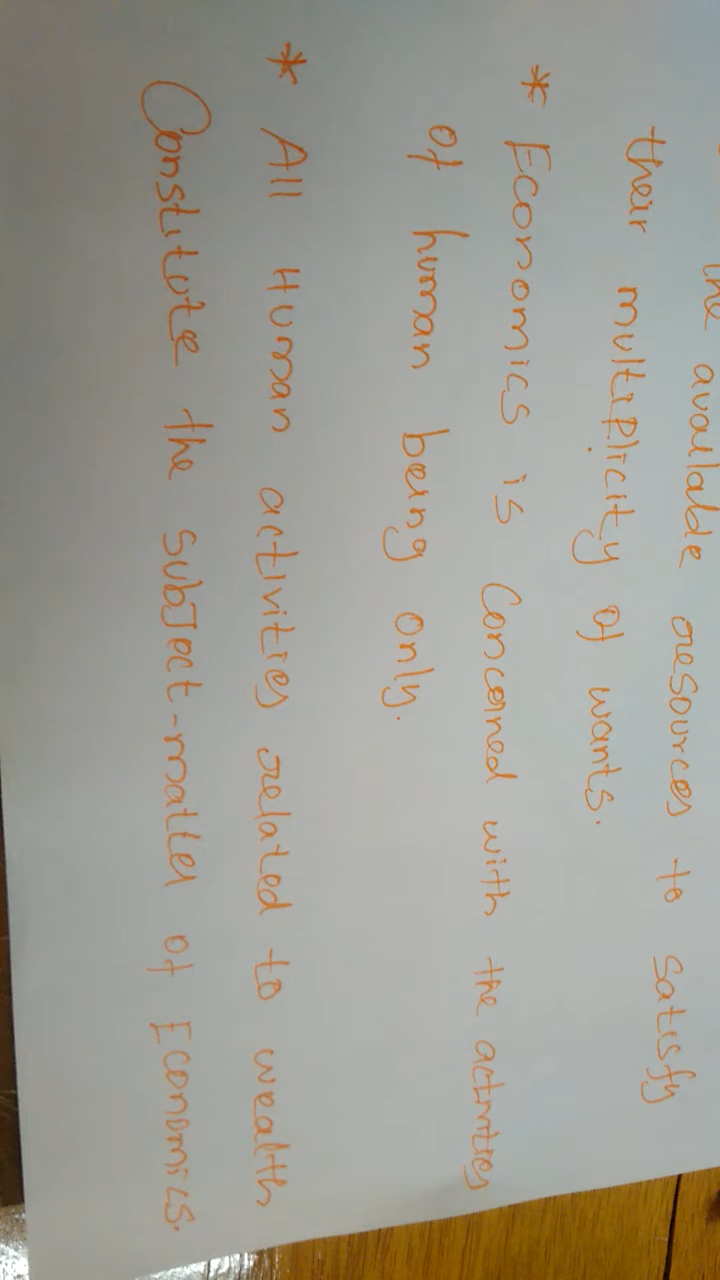 the available resources to satisfy
their multiplicity of wants.
* Economics is Concerned with the activities
of human being only.
* All Human activities related to wealth
Constitute the subject-matter of Economics.